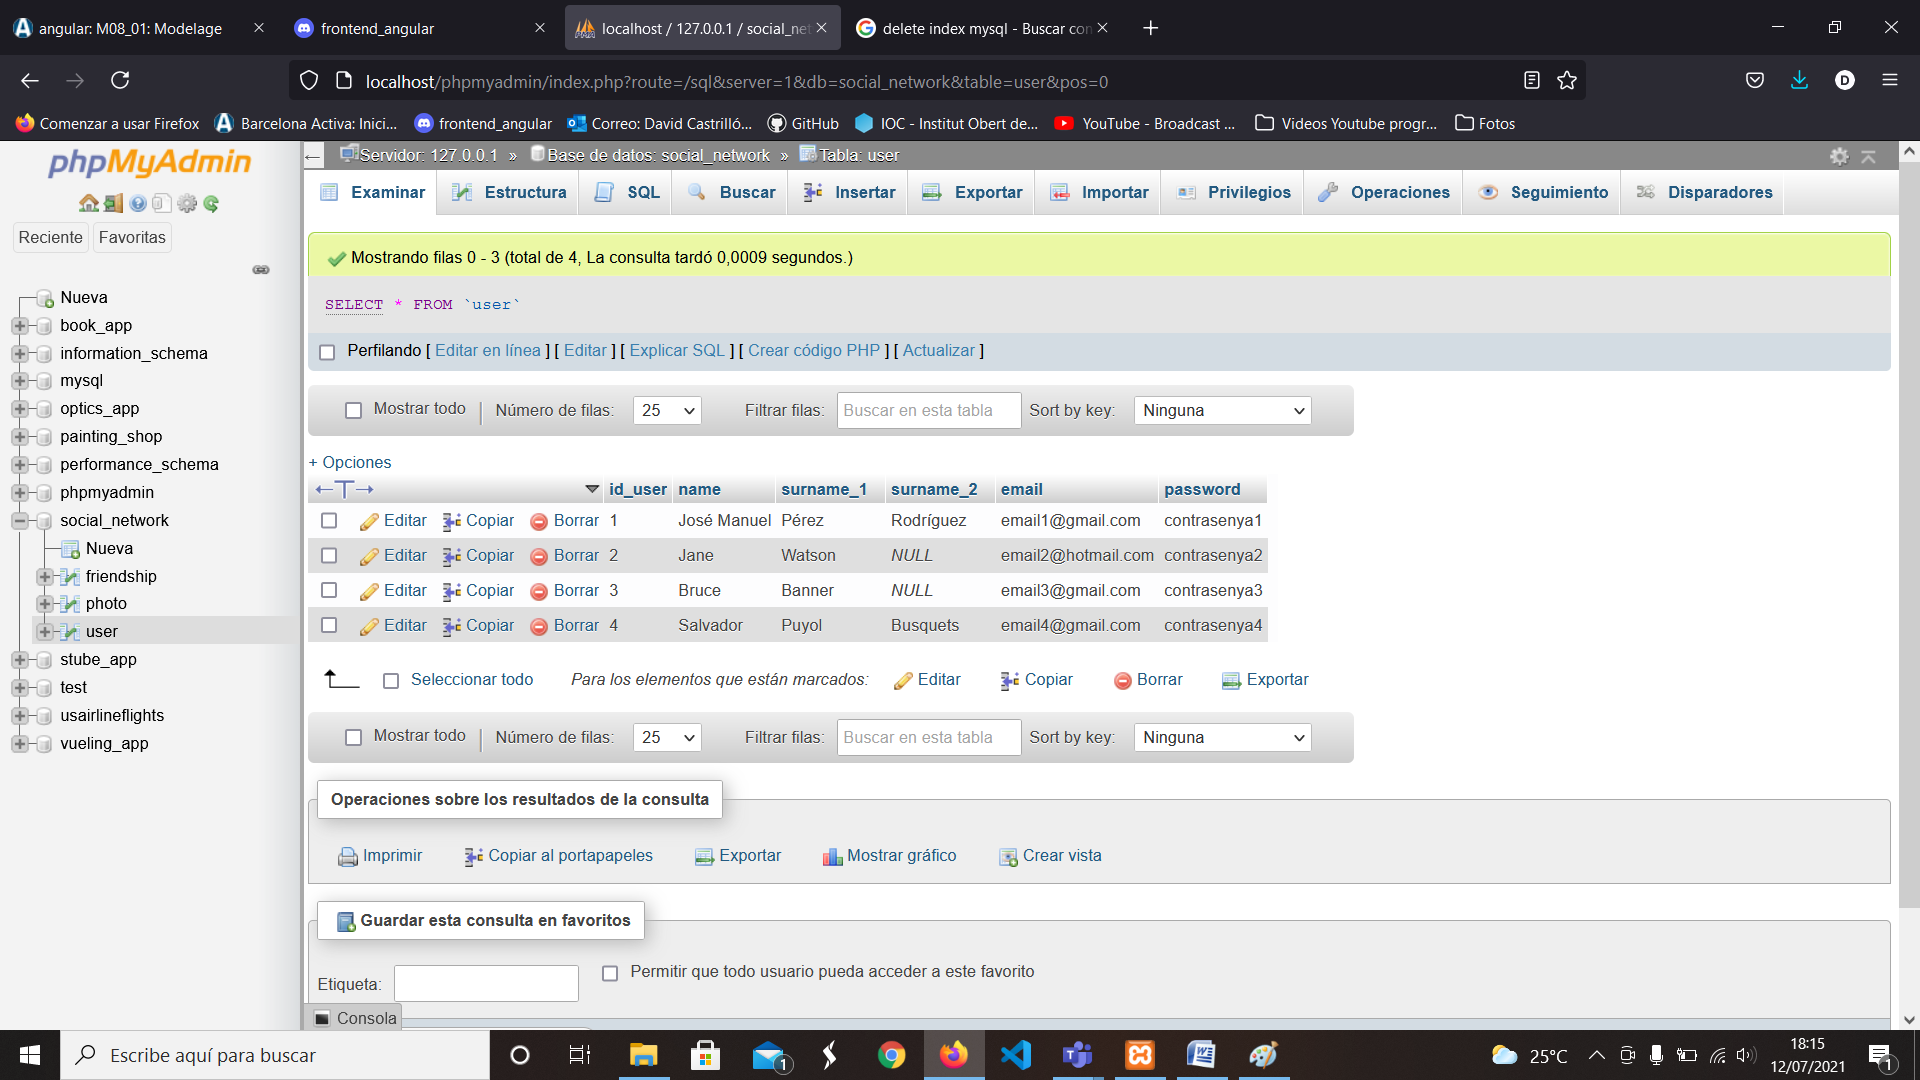 angular: M08_01: Modelage
frontend_angular
localhost / 127.0.0.1 / social_net
delete index mysql - Buscar con
localhost/phpmyadmin/index.php?route=/sql&server=1&db=social_network&table=user&pos=0
D
Comenzar a usar Firefox
Barcelona Activa: Inici...
frontend_angular
Correo: David Castrilló...
GitHub
IOC - Institut Obert de...
YouTube - Broadcast ...
Videos Youtube progr...
Fotos
phpMyAdmin
Reciente
Favoritas
Nueva
book_app
information_schema
mysql
optics_app
painting_shop
performance_schema
phpmyadmin
social_network
Nueva
friendship
photo
user
stube_app
test
usairlineflights
vueling_app
Servidor: 127.0.0.1 » Base de datos: social_network » Tabla: user
Examinar Estructura SQL Buscar Insertar Exportar Importar Privilegios Operaciones Seguimiento Disparadores
Mostrando filas 0 - 3 (total de 4, La consulta tardó 0,0009 segundos.)
SELECT * FROM `user`
Perfilando [ Editar en línea ] [ Editar ] [ Explicar SQL ] [ Crear código PHP ] [ Actualizar ]
Mostrar todo | Número de filas: 25 Filtrar filas: Buscar en esta tabla Sort by key: Ninguna
+ Opciones
←T→ id_user name surname_1 surname_2 email password
Editar Copiar Borrar 1 José Manuel Pérez Rodríguez email1@gmail.com contrasenya1
Editar Copiar Borrar 2 Jane Watson NULL email2@hotmail.com contrasenya2
Editar Copiar Borrar 3 Bruce Banner NULL email3@gmail.com contrasenya3
Editar Copiar Borrar 4 Salvador Puyol Busquets email4@gmail.com contrasenya4
Seleccionar todo Para los elementos que están marcados: Editar Copiar Borrar Exportar
Mostrar todo | Número de filas: 25 Filtrar filas: Buscar en esta tabla Sort by key: Ninguna
Operaciones sobre los resultados de la consulta
Imprimir Copiar al portapapeles Exportar Mostrar gráfico Crear vista
Guardar esta consulta en favoritos
Etiqueta: Permitir que todo usuario pueda acceder a este favorito
Consola
Escribe aquí para buscar
1
25°C
18:15
12/07/2021
1